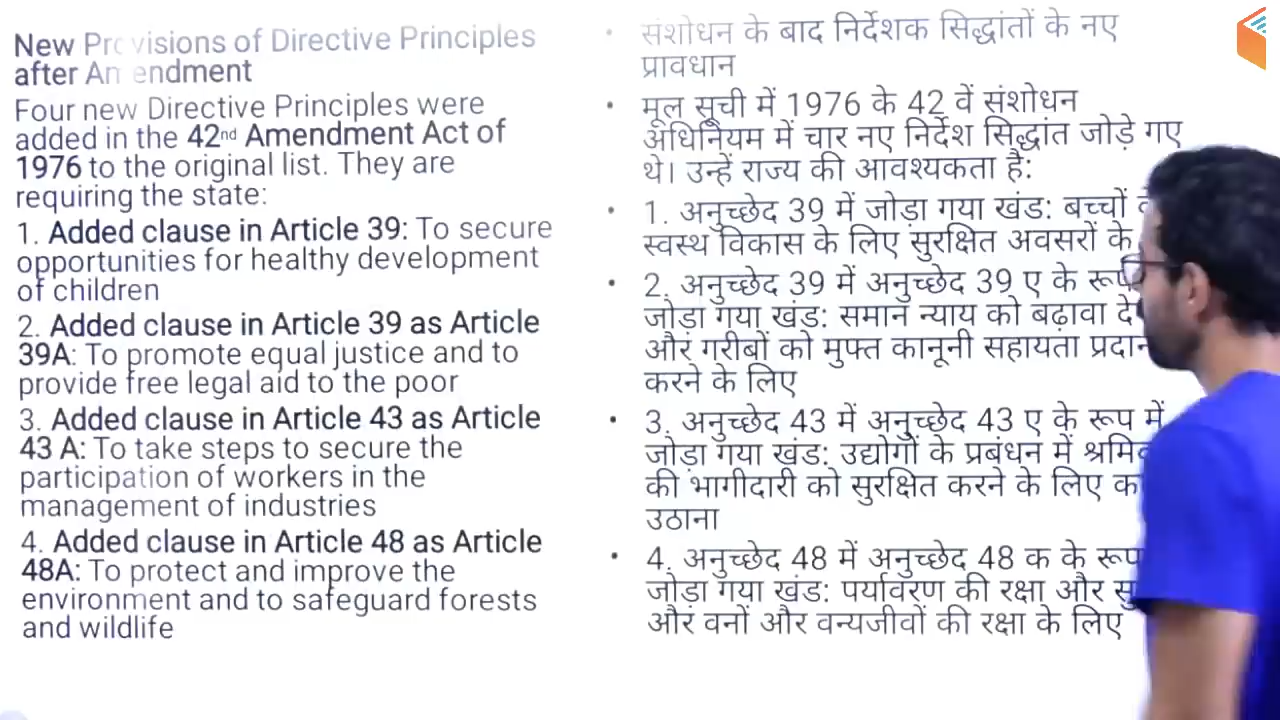 New Provisions of Directive Principles
after Amendment
Four new Directive Principles were
added in the 42nd Amendment Act of
1976 to the original list. They are
requiring the state:
1. Added clause in Article 39: To secure
opportunities for healthy development
of children
2. Added clause in Article 39 as Article
39A: To promote equal justice and to
provide free legal aid to the poor
3. Added clause in Article 43 as Article
43 A: To take steps to secure the
participation of workers in the
management of industries
4. Added clause in Article 48 as Article
48A: To protect and improve the
environment and to safeguard forests
and wildlife
• संशोधन के बाद निर्देशक सिद्धांतों के नए
प्रावधान
• मूल सूची में 1976 के 42 वें संशोधन
अधिनियम में चार नए निर्देश सिद्धांत जोड़े गए
थे। उन्हें राज्य की आवश्यकता है:
• 1. अनुच्छेद 39 में जोड़ा गया खंड: बच्चों
स्वस्थ विकास के लिए सुरक्षित अवसरों के
• 2. अनुच्छेद 39 में अनुच्छेद 39 ए के रूप
जोड़ा गया खंड: समान न्याय को बढ़ावा
और गरीबों को मुफ्त कानूनी सहायता प्रदान
करने के लिए
• 3. अनुच्छेद 43 में अनुच्छेद 43 ए के रूप में
जोड़ा गया खंड: उद्योगों के प्रबंधन में
की भागीदारी को सुरक्षित करने के लिए
उठाना
• 4. अनुच्छेद 48 में अनुच्छेद 48 क के रूप
जोड़ा गया खंड: पर्यावरण की रक्षा और
और वनों और वन्यजीवों की रक्षा के लिए